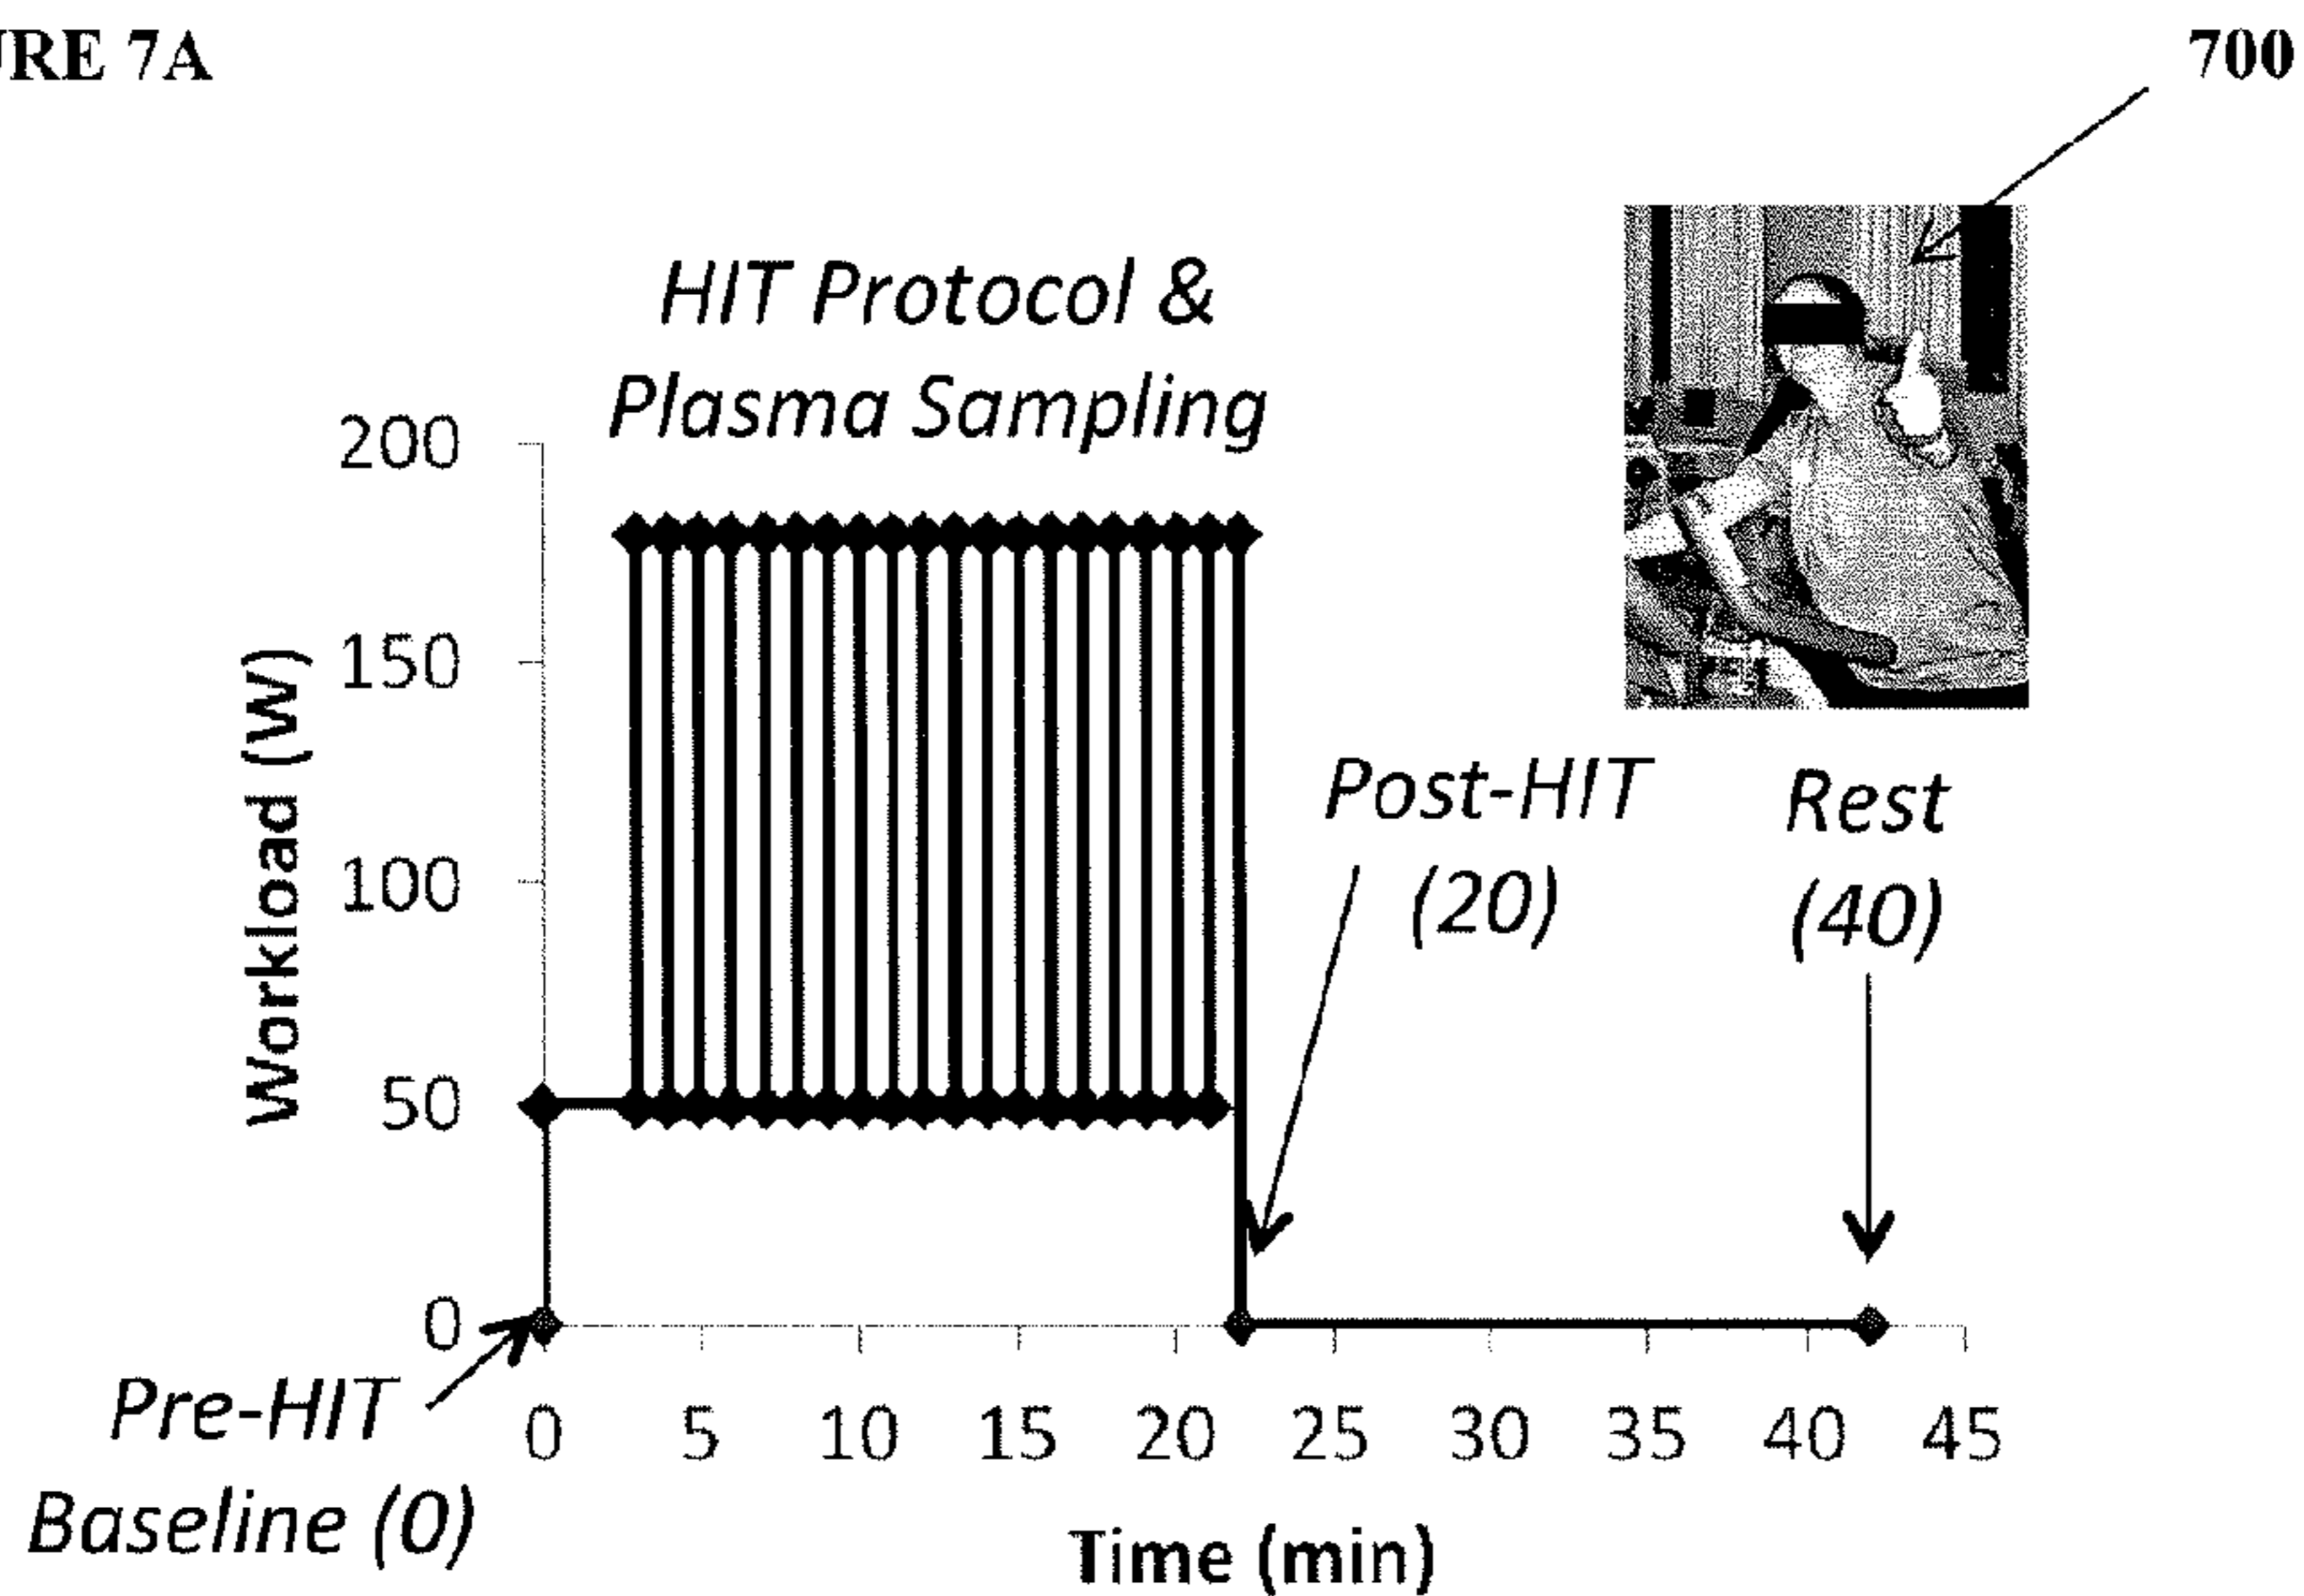 URE 7A
700
HIT Protocol &
Plasma Sampling
200
150
100
50
0
Workload (W)
Post-HIT
(20)
Rest
(40)
Pre-HIT
Baseline (0)
0 5 10 15 20 25 30 35 40 45
Time (min)